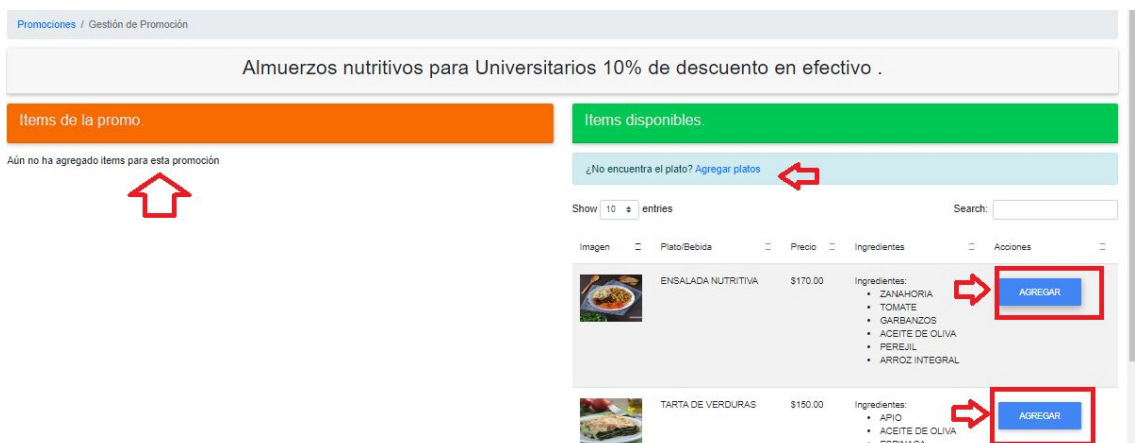 Promociones / Gestión de Promoción
Almuerzos nutritivos para Universitarios 10% de descuento en efectivo .
Items de la promo.
Aún no ha agregado items para esta promoción
Items disponibles.
¿No encuentra el plato? Agregar platos
Show 10 entries Search:
Imagen Plato/Bebida Precio Ingredientes Acciones
ENSALADA NUTRITIVA $170.00 Ingredientes: AGREGAR
• ZANAHORIA
• TOMATE
• GARBANZOS
• ACEITE DE OLIVA
• PEREJIL
• ARROZ INTEGRAL
TARTA DE VERDURAS $150.00 Ingredientes: AGREGAR
• APIO
• ACEITE DE OLIVA
• ESPINACA